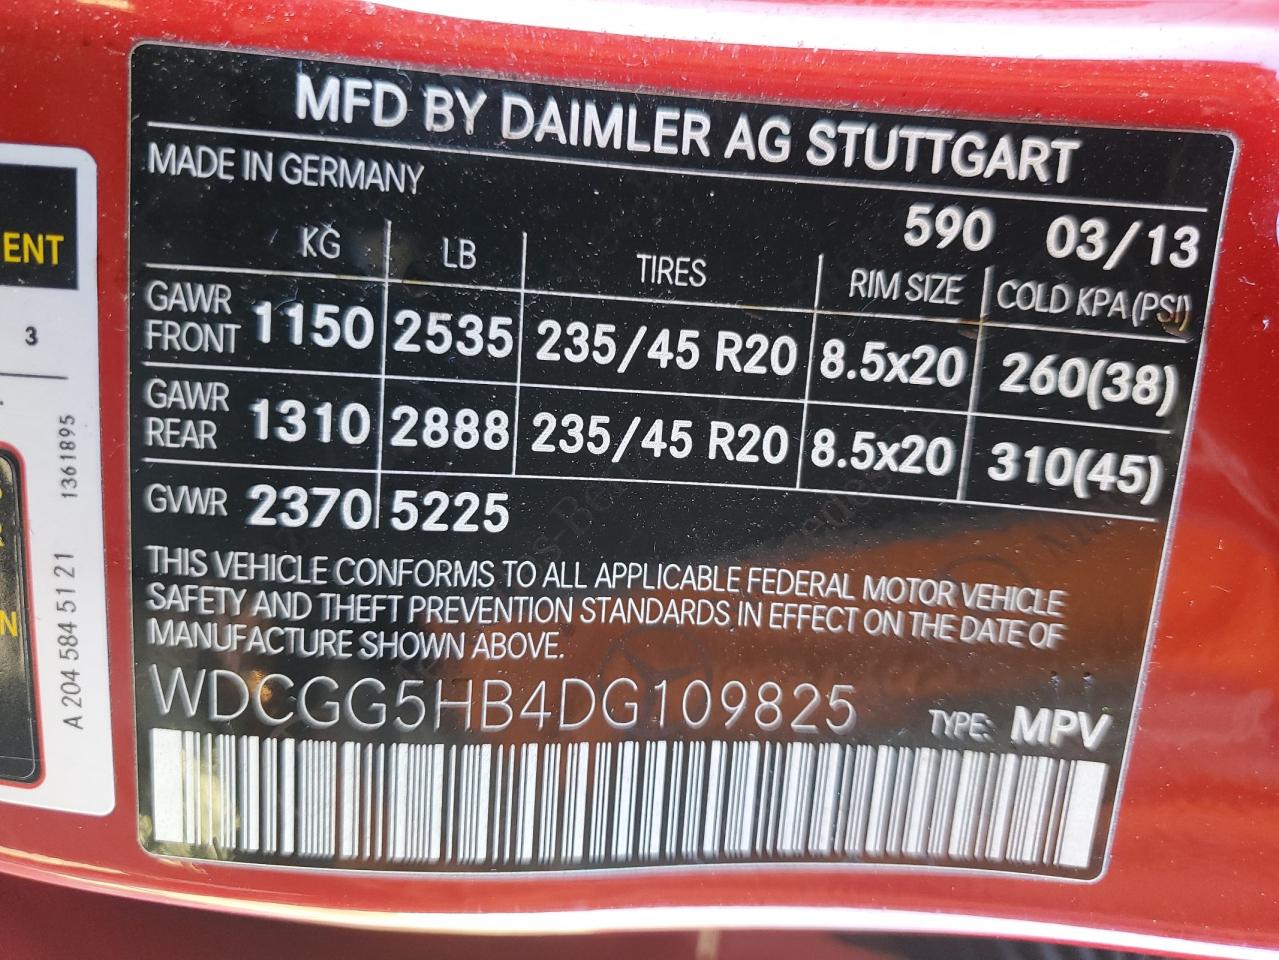 MFD BY DAIMLER AG STUTTGART
MADE IN GERMANY
590 03/13
KG LB TIRES RIM SIZE COLD KPA (PSI)
GAWR FRONT 1150 2535 235/45 R20 8.5x20 260(38)
GAWR REAR 1310 2888 235/45 R20 8.5x20 310(45)
GVWR 2370 5225
THIS VEHICLE CONFORMS TO ALL APPLICABLE FEDERAL MOTOR VEHICLE
SAFETY AND THEFT PREVENTION STANDARDS IN EFFECT ON THE DATE OF
MANUFACTURE SHOWN ABOVE.
WDCGG5HB4DG109825 TYPE: MPV
ENT
3
A 204 584 51 21 1361895
N